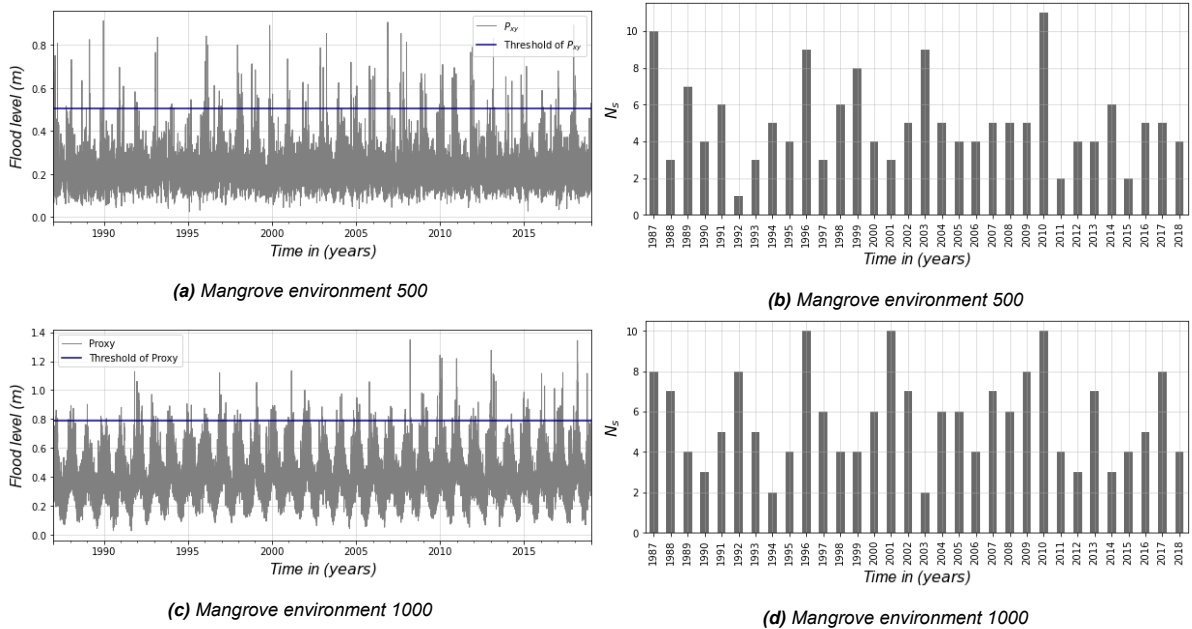 Flood level (m)
0.8
0.6
0.4
0.2
0.0
P_xy
Threshold of P_xy
1990 1995 2000 2005 2010 2015
Time in (years)
(a) Mangrove environment 500
N_s
10
8
6
4
2
0
1987 1988 1989 1990 1991 1992 1993 1994 1995 1996 1997 1998 1999 2000 2001 2002 2003 2004 2005 2006 2007 2008 2009 2010 2011 2012 2013 2014 2015 2016 2017 2018
Time in (years)
(b) Mangrove environment 500
Flood level (m)
1.4
1.2
1.0
0.8
0.6
0.4
0.2
0.0
Proxy
Threshold of Proxy
1990 1995 2000 2005 2010 2015
Time in (years)
(c) Mangrove environment 1000
N_s
10
8
6
4
2
0
1987 1988 1989 1990 1991 1992 1993 1994 1995 1996 1997 1998 1999 2000 2001 2002 2003 2004 2005 2006 2007 2008 2009 2010 2011 2012 2013 2014 2015 2016 2017 2018
Time in (years)
(d) Mangrove environment 1000